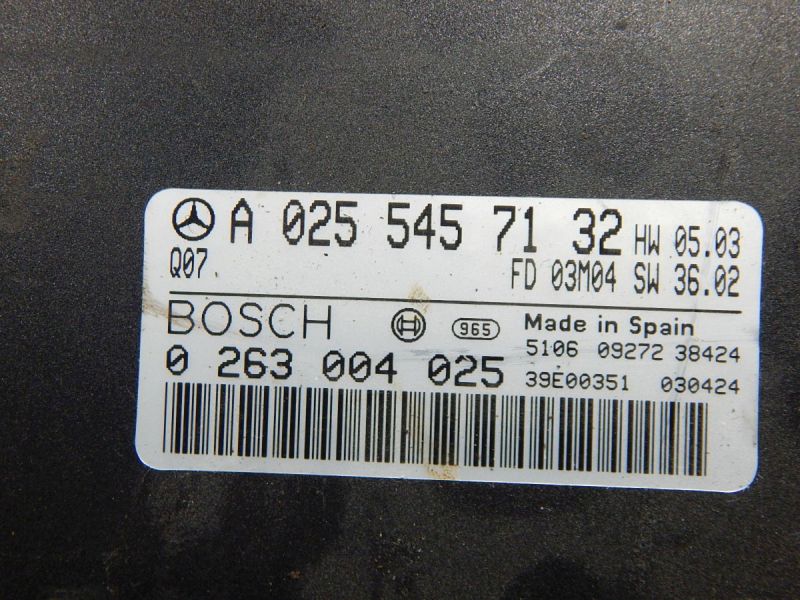 A 025 545 71 32 HW 05.03
Q07 FD 03M04 SW 36.02
BOSCH 965 Made in Spain
5106 09272 38424
0 263 004 025 39E00351 030424